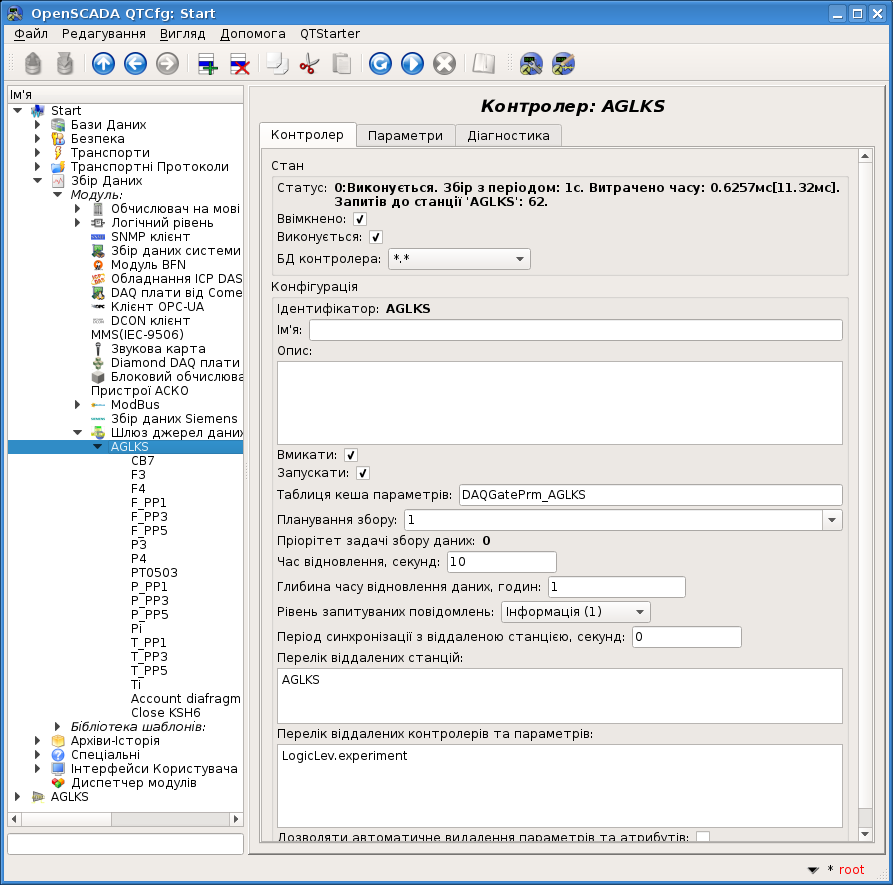 OpenSCADA QTCfg: Start
Файл Редагування Вигляд Допомога QTStarter
Ім'я
Start
Бази Даних
Безпека
Транспорти
Транспортні Протоколи
Збір Даних
Модуль:
Обчислювач на мові
Логічний рівень
SNMP клієнт
Збір даних системи
Модуль BFN
Обладнання ICP DAS
DAQ плати від Come
Клієнт OPC-UA
DCON клієнт
MMS(IEC-9506)
Звукова карта
Diamond DAQ плати
Блоковий обчислюва
Пристрої АСКО
ModBus
Збір даних Siemens
Шлюз джерел даних
AGLKS
CB7
F3
F4
F_PP1
F_PP3
F_PP5
P3
P4
PT0503
P_PP1
P_PP3
P_PP5
Pi
T_PP1
T_PP3
T_PP5
Ti
Account diafragm
Close KSH6
Бібліотека шаблонів:
Архіви-Історія
Спеціальні
Інтерфейси Користувача
Диспетчер модулів
AGLKS
Контролер: AGLKS
Контролер Параметри Діагностика
Стан
Статус: 0:Виконується. Збір з періодом: 1с. Витрачено часу: 0.6257мс[11.32мс].
Запитів до станції 'AGLKS': 62.
Ввімкнено:
Виконується:
БД контролера: *.*
Конфігурація
Ідентифікатор: AGLKS
Ім'я:
Опис:
Вмикати:
Запускати:
Таблиця кеша параметрів: DAQGatePrm_AGLKS
Планування збору: 1
Пріорітет задачі збору даних: 0
Час відновлення, секунд: 10
Глибина часу відновлення даних, годин: 1
Рівень запитуваних повідомлень: Інформація (1)
Період синхронізації з віддаленою станцією, секунд: 0
Перелік віддалених станцій:
AGLKS
Перелік віддалених контролерів та параметрів:
LogicLev.experiment
Дозволяти автоматичне видалення параметрів та атрибутів:
* root